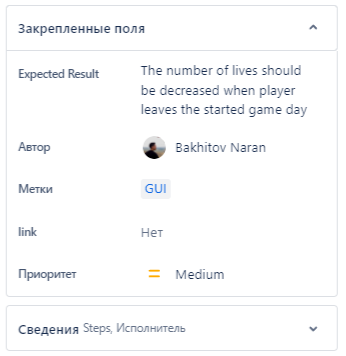 Закрепленные поля
Expected Result
The number of lives should
be decreased when player
leaves the started game day
Автор
Bakhitov Naran
Метки
GUI
link
Нет
Приоритет
Medium
Сведения Steps, Исполнитель